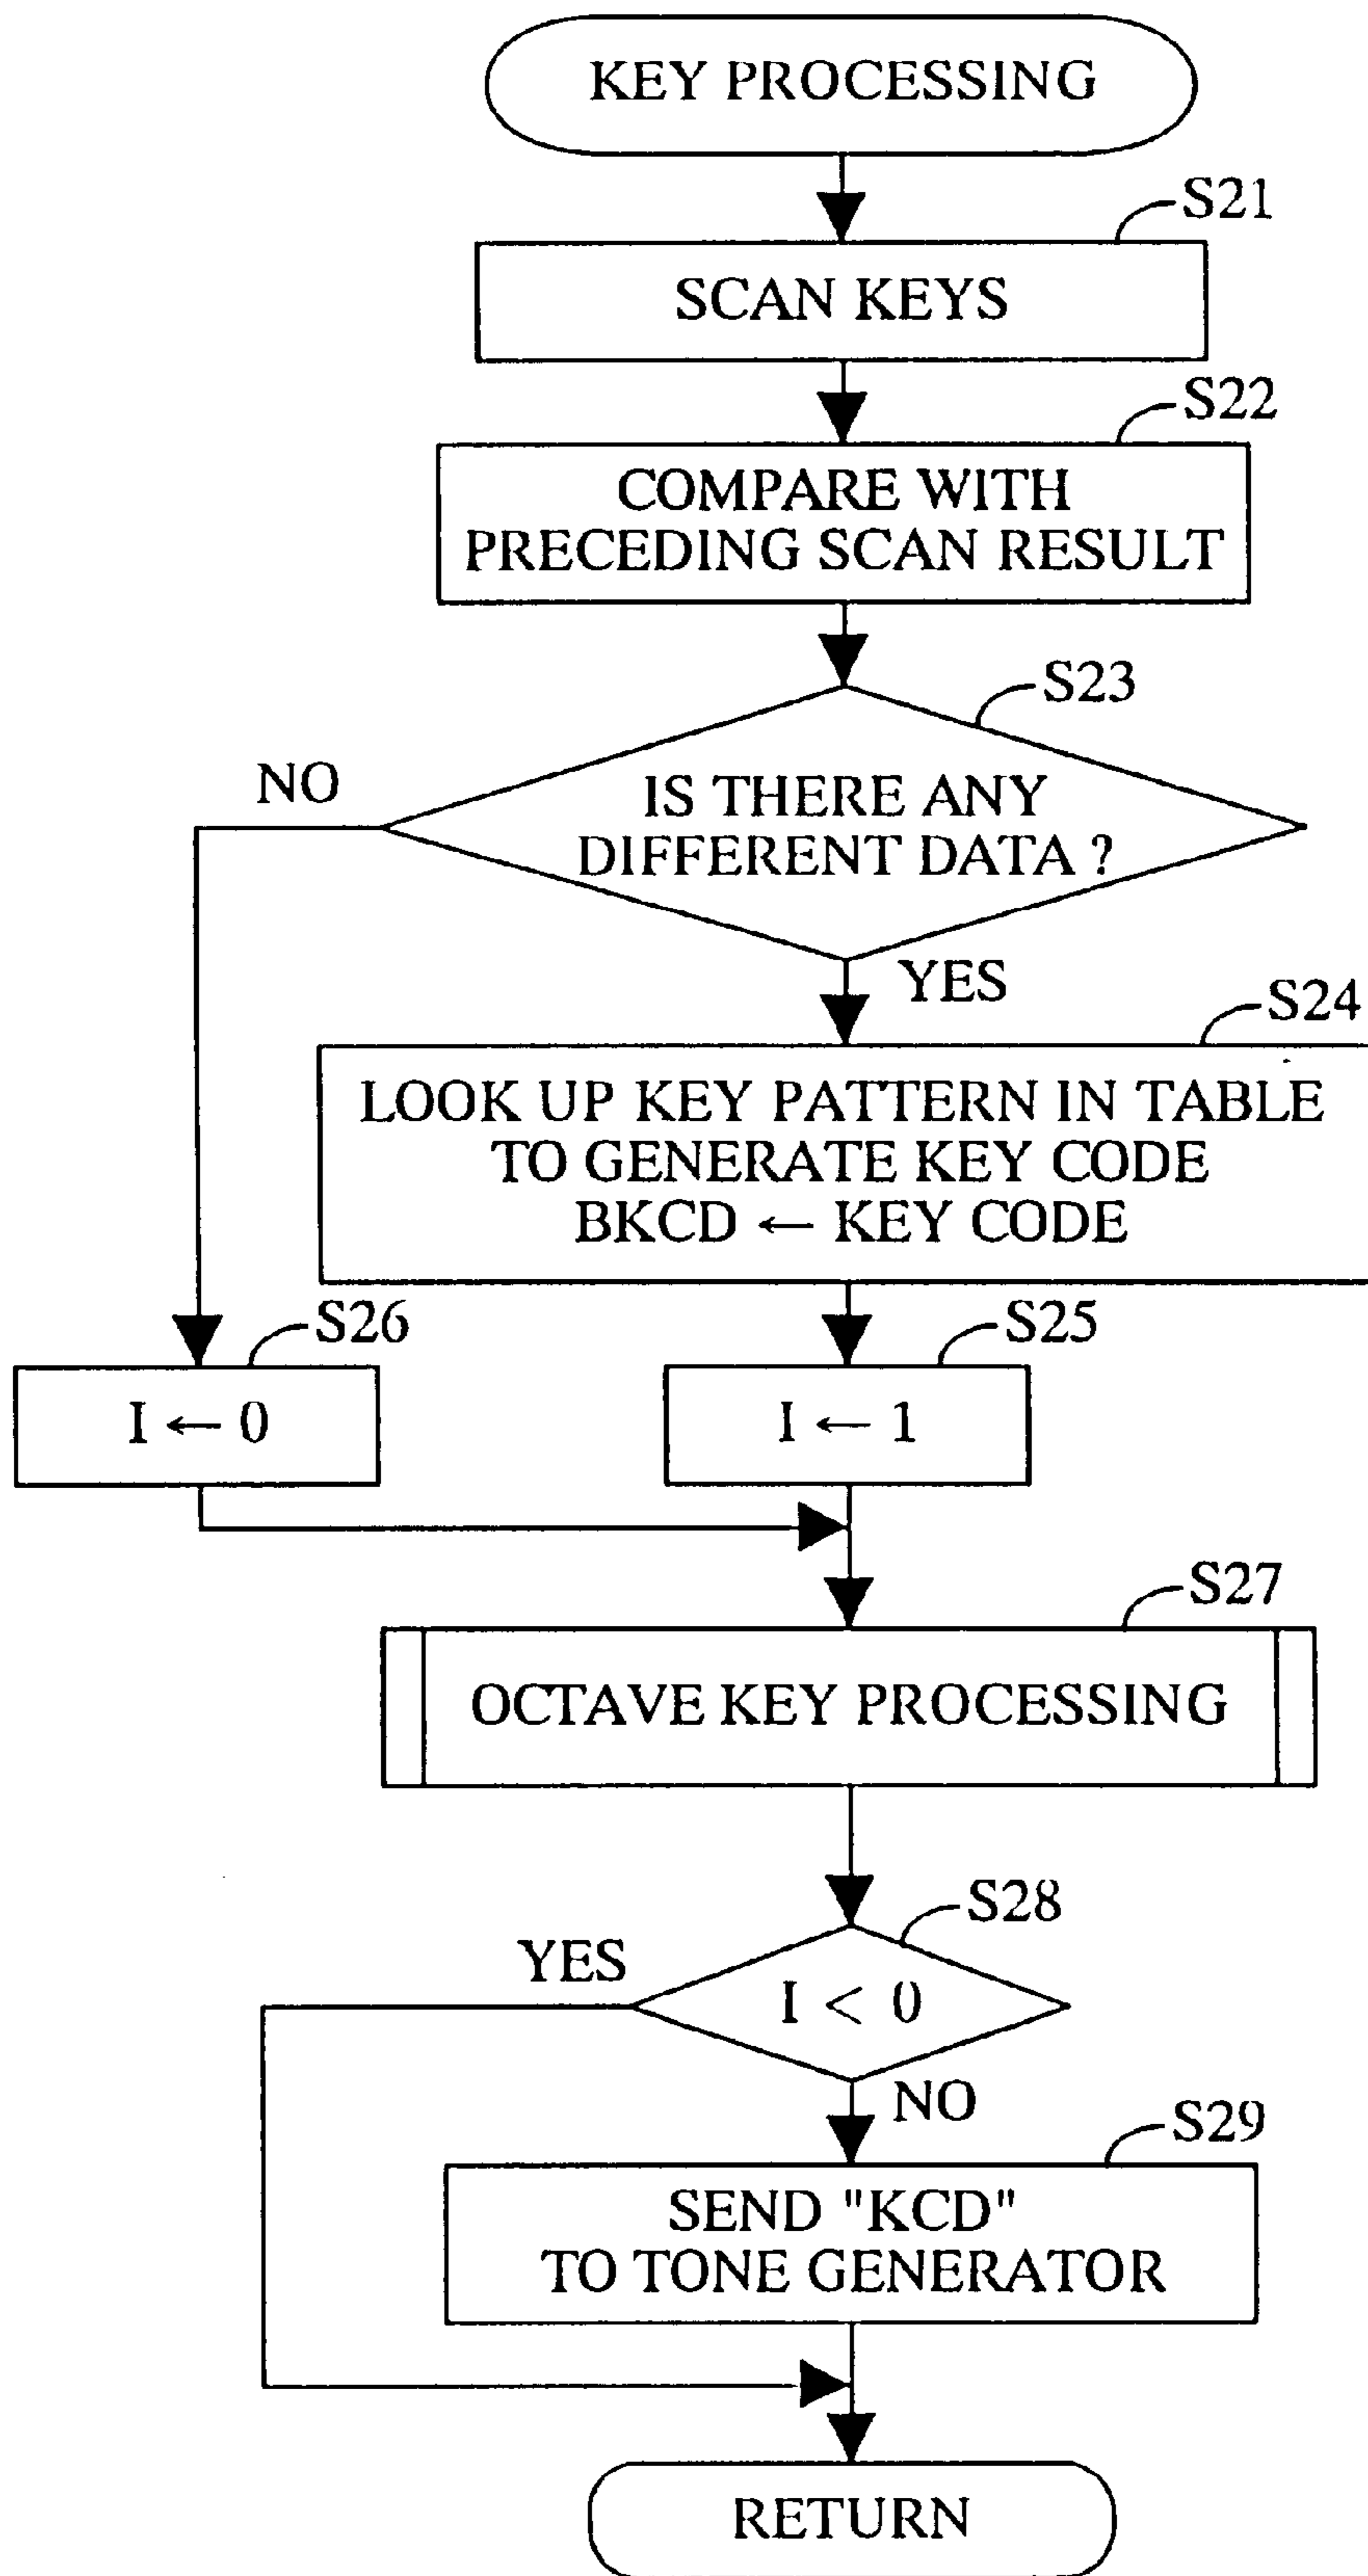 KEY PROCESSING
S21
SCAN KEYS
S22
COMPARE WITH
PRECEDING SCAN RESULT
S23
NO
IS THERE ANY
DIFFERENT DATA ?
YES
S24
LOOK UP KEY PATTERN IN TABLE
TO GENERATE KEY CODE
BKCD ← KEY CODE
S26
S25
I ← 0
I ← 1
S27
OCTAVE KEY PROCESSING
S28
YES
I < 0
NO
S29
SEND "KCD"
TO TONE GENERATOR
RETURN